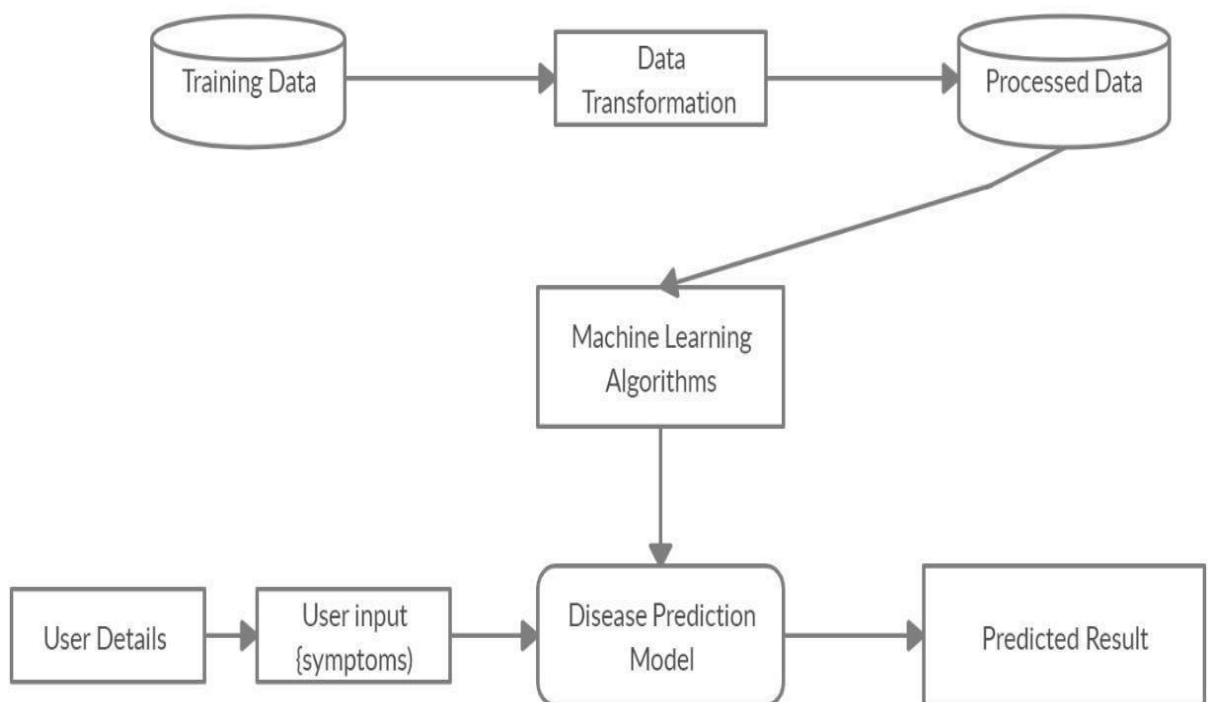 Training Data
Data
Transformation
Processed Data
Machine Learning
Algorithms
User Details
User input
{symptoms)
Disease Prediction
Model
Predicted Result